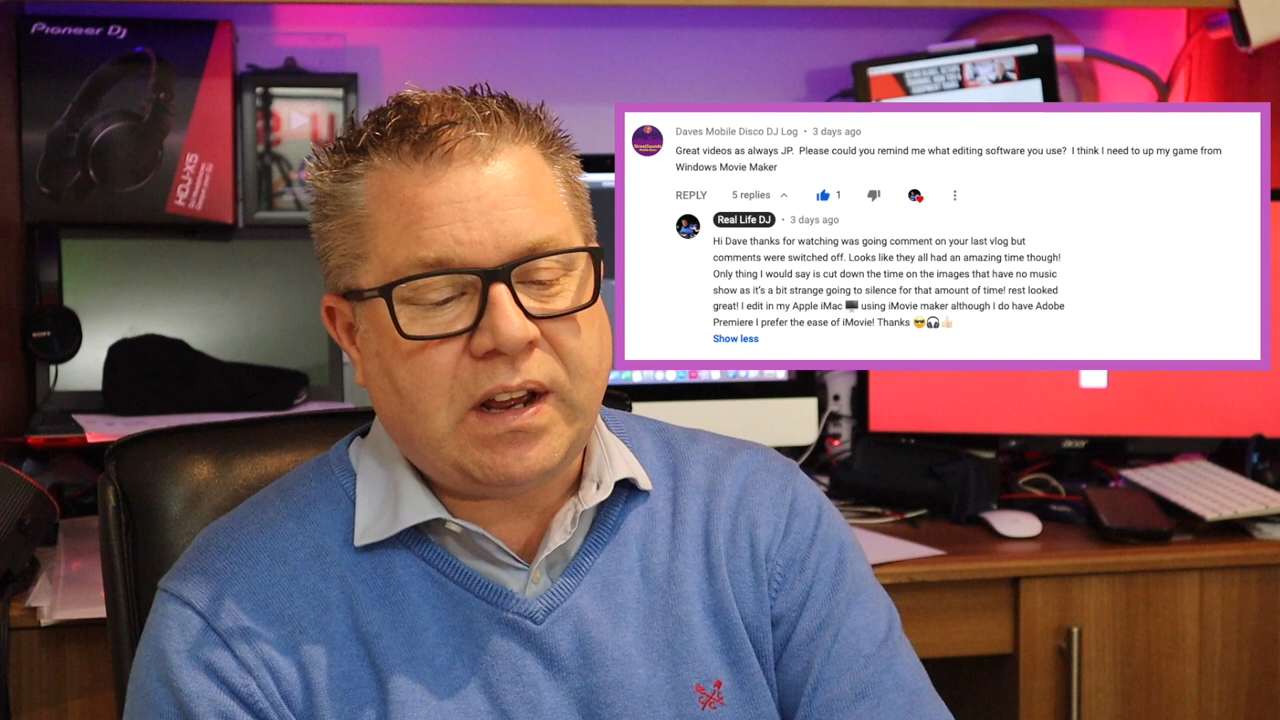 Pioneer Dj
HDJ-X5
SONY
Daves Mobile Disco DJ Log • 3 days ago
Great videos as always JP. Please could you remind me what editing software you use? I think I need to up my game from
Windows Movie Maker
REPLY 5 replies 1
Real Life DJ • 3 days ago
Hi Dave thanks for watching was going comment on your last vlog but
comments were switched off. Looks like they all had an amazing time though!
Only thing I would say is cut down the time on the images that have no music
show as it's a bit strange going to silence for that amount of time! rest looked
great! I edit in my Apple iMac 🖥️ using iMovie maker although I do have Adobe
Premiere I prefer the ease of iMovie! Thanks 😎🎧👍🏻
Show less
acer